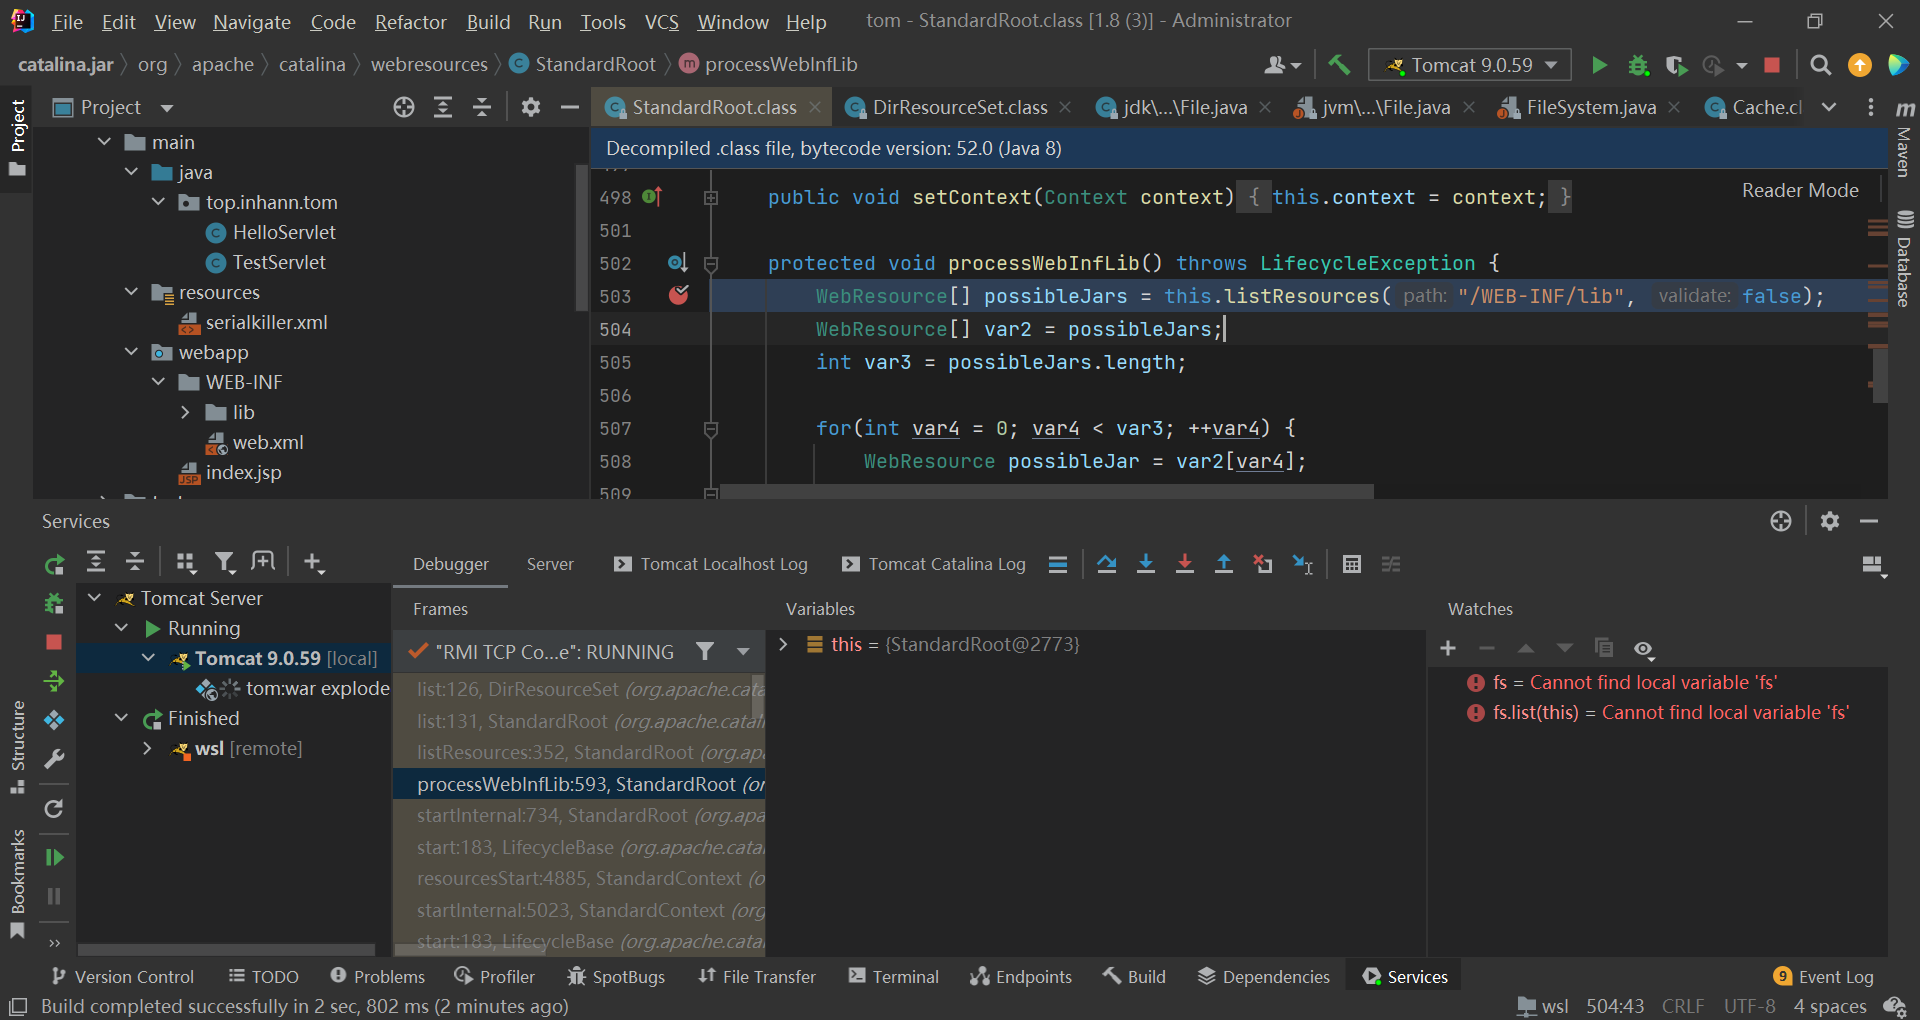 File Edit View Navigate Code Refactor Build Run Tools VCS Window Help tom - StandardRoot.class [1.8 (3)] - Administrator
catalina.jar org apache catalina webresources StandardRoot processWebInfLib Tomcat 9.0.59
Project
Project
StandardRoot.class DirResourceSet.class jdk\...\File.java jvm\...\File.java FileSystem.java Cache.cl
Maven
Database
main
java
top.inhann.tom
HelloServlet
TestServlet
resources
serialkiller.xml
webapp
WEB-INF
lib
web.xml
index.jsp
Decompiled .class file, bytecode version: 52.0 (Java 8)
Reader Mode
498 public void setContext(Context context) { this.context = context; }
501
502 protected void processWebInfLib() throws LifecycleException {
503 WebResource[] possibleJars = this.listResources( path: "/WEB-INF/lib", validate: false);
504 WebResource[] var2 = possibleJars;
505 int var3 = possibleJars.length;
506
507 for(int var4 = 0; var4 < var3; ++var4) {
508 WebResource possibleJar = var2[var4];
509
Services
Debugger Server Tomcat Localhost Log Tomcat Catalina Log
Structure
Bookmarks
Tomcat Server
Running
Tomcat 9.0.59 [local]
tom:war explode
Finished
wsl [remote]
Frames
"RMI TCP Co...e": RUNNING
list:126, DirResourceSet (org.apache.cata
list:131, StandardRoot (org.apache.catali
listResources:352, StandardRoot (org.apa
processWebInfLib:593, StandardRoot (or
startInternal:734, StandardRoot (org.apa
start:183, LifecycleBase (org.apache.catal
resourcesStart:4885, StandardContext (o
startInternal:5023, StandardContext (org
start:183, LifecycleBase (org.apache.catal
Variables
this = {StandardRoot@2773}
Watches
fs = Cannot find local variable 'fs'
fs.list(this) = Cannot find local variable 'fs'
Version Control TODO Problems Profiler SpotBugs File Transfer Terminal Endpoints Build Dependencies Services 9 Event Log
Build completed successfully in 2 sec, 802 ms (2 minutes ago) wsl 504:43 CRLF UTF-8 4 spaces